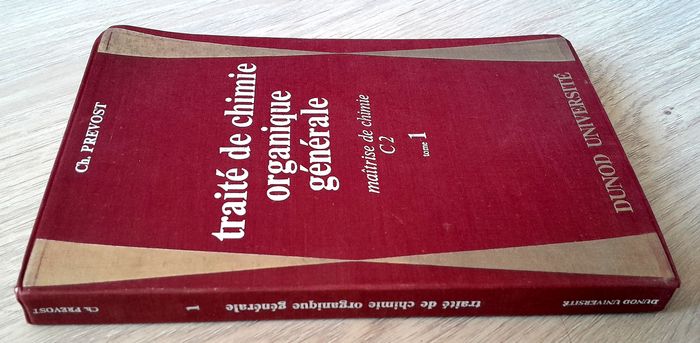 Ch. PREVOST
traité de chimie
organique
générale
maîtrise de chimie
C 2
tome 1
DUNOD UNIVERSITÉ
Ch. PREVOST
1
traité de chimie organique générale
DUNOD UNIVERSITÉ